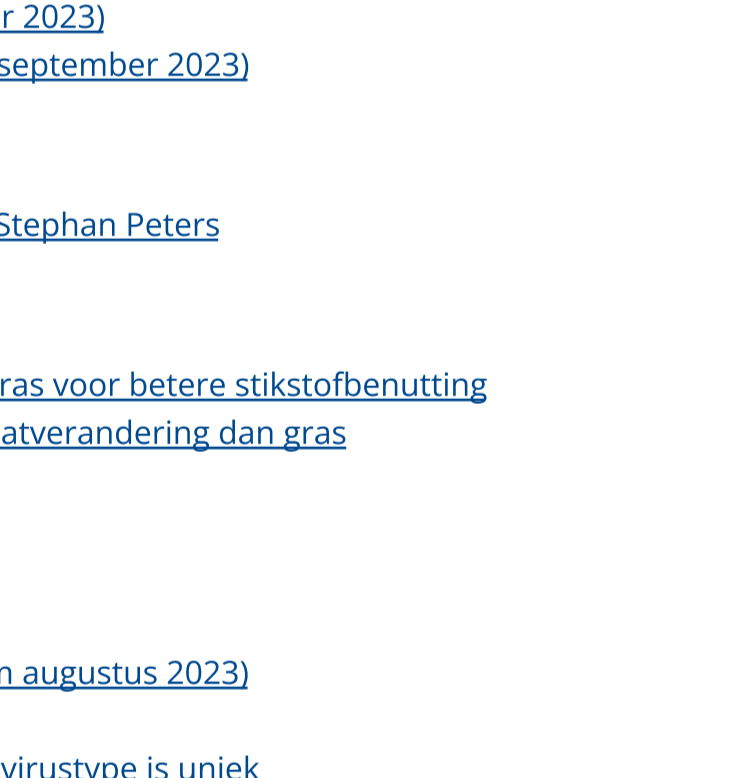 r 2023)
september 2023)
Stephan Peters
ras voor betere stikstofbenutting
atverandering dan gras
n augustus 2023)
virustype is uniek